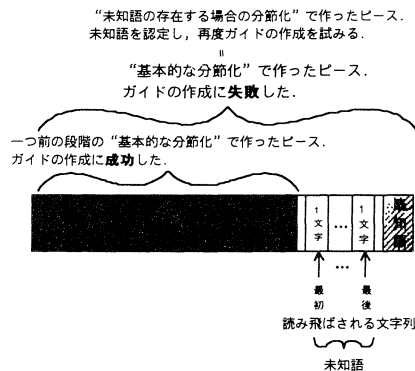 “未知語の存在する場合の分節化”で作ったピース．
未知語を認定し，再度ガイドの作成を試みる．
=
“基本的な分節化”で作ったピース．
ガイドの作成に失敗した．
一つ前の段階の“基本的な分節化”で作ったピース．
ガイドの作成に成功した．
1文字
…
1文字
既知語
…
最初
最後
読み飛ばされる文字列
未知語